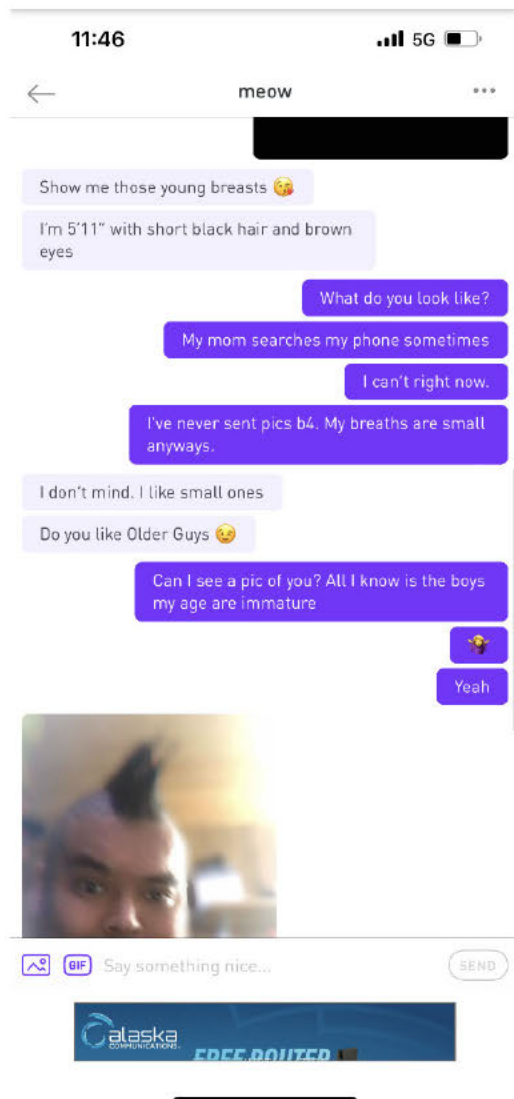 11:46
5G
meow
Show me those young breasts 😘
I'm 5'11" with short black hair and brown
eyes
What do you look like?
My mom searches my phone sometimes
I can't right now.
I've never sent pics b4. My breaths are small
anyways.
I don't mind. I like small ones
Do you like Older Guys 😉
Can I see a pic of you? All I know is the boys
my age are immature
Yeah
GIF Say something nice... SEND
alaska
COMMUNICATIONS
FREE ROUTER